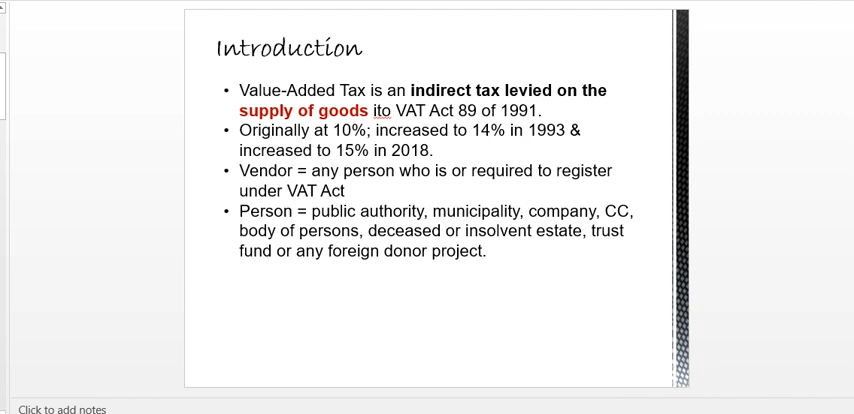 Introduction
• Value-Added Tax is an indirect tax levied on the
supply of goods ito VAT Act 89 of 1991.
• Originally at 10%; increased to 14% in 1993 &
increased to 15% in 2018.
• Vendor = any person who is or required to register
under VAT Act
• Person = public authority, municipality, company, CC,
body of persons, deceased or insolvent estate, trust
fund or any foreign donor project.
Click to add notes